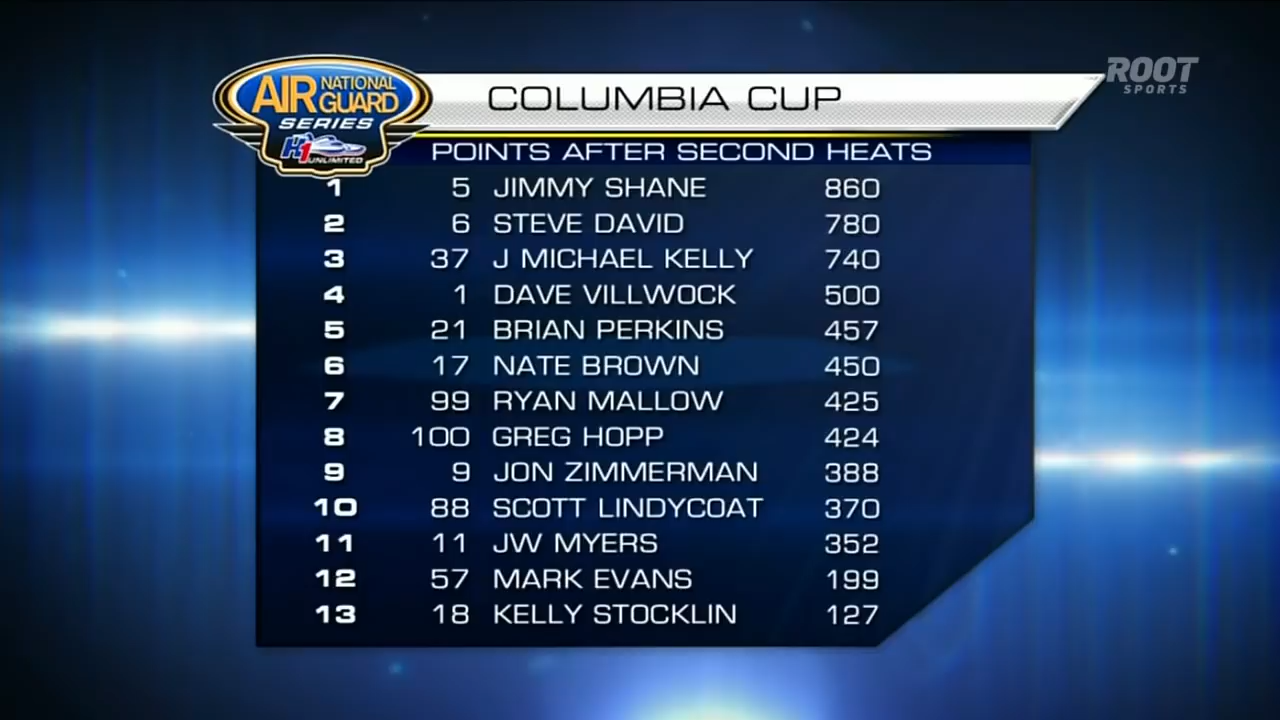 AIR NATIONAL GUARD
SERIES
H1 UNLIMITED
COLUMBIA CUP
ROOT
SPORTS
POINTS AFTER SECOND HEATS
1 5 JIMMY SHANE 860
2 6 STEVE DAVID 780
3 37 J MICHAEL KELLY 740
4 1 DAVE VILLWOCK 500
5 21 BRIAN PERKINS 457
6 17 NATE BROWN 450
7 99 RYAN MALLOW 425
8 100 GREG HOPP 424
9 9 JON ZIMMERMAN 388
10 88 SCOTT LINDYCOAT 370
11 11 JW MYERS 352
12 57 MARK EVANS 199
13 18 KELLY STOCKLIN 127